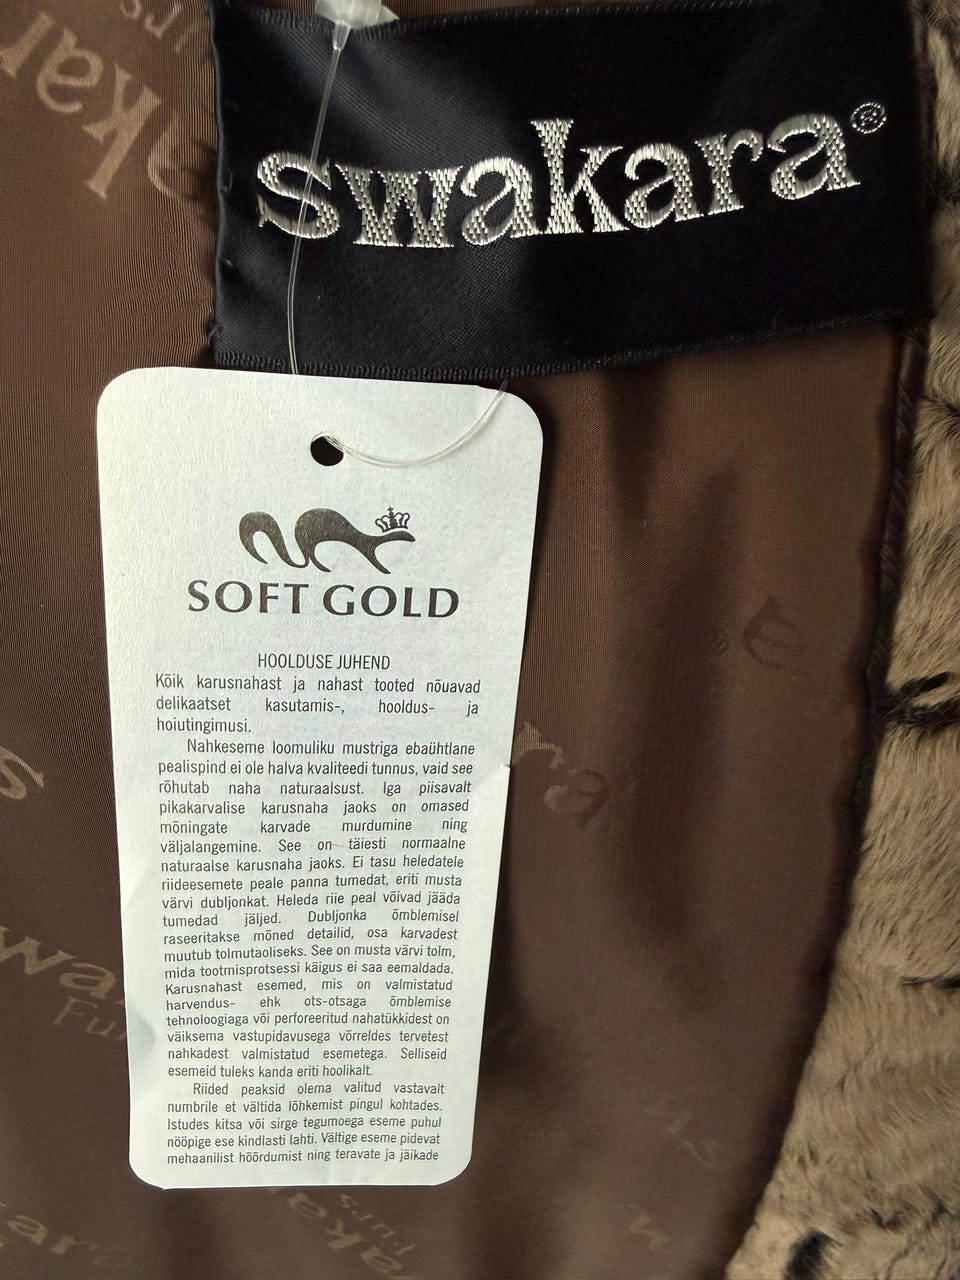 swakara®
SOFT GOLD
HOOLDUSE JUHEND
Kõik karusnahast ja nahast tooted nõuavad
delikaatset kasutamis-, hooldus- ja
hoiutingimusi.
Nahkeseme loomuliku mustriga ebaühtlane
pealispind ei ole halva kvaliteedi tunnus, vaid see
rõhutab naha naturaalsust. Iga piisavalt
pikakarvalise karusnaha jaoks on omased
mõningate karvade murdumine ning
väljalangemine. See on täiesti normaalne
naturaalse karusnaha jaoks. Ei tasu heledatele
riideesemete peale panna tumedat, eriti musta
värvi dubljonkat. Heleda riie peal võivad jääda
tumedad jäljed. Dubljonka õmblemisel
raseeritakse mõned detailid, osa karvadest
muutub tolmutaoliseks. See on musta värvi tolm,
mida tootmisprotsessi käigus ei saa eemaldada.
Karusnahast esemed, mis on valmistatud
harvendus- ehk ots-otsaga õmblemise
tehnoloogiaga või perforeeritud nahatükkidest on
väiksema vastupidavusega võrreldes tervetest
nahkadest valmistatud esemetega. Selliseid
esemeid tuleks kanda eriti hoolikalt.
Riided peaksid olema valitud vastavalt
numbrile et vältida lõhkemist pingul kohtades.
Istudes kitsa või sirge tegumoega eseme puhul
nööpige ese kindlasti lahti. Vältige eseme pidevat
mehaanilist hõõrdumist ning teravate ja jäikade